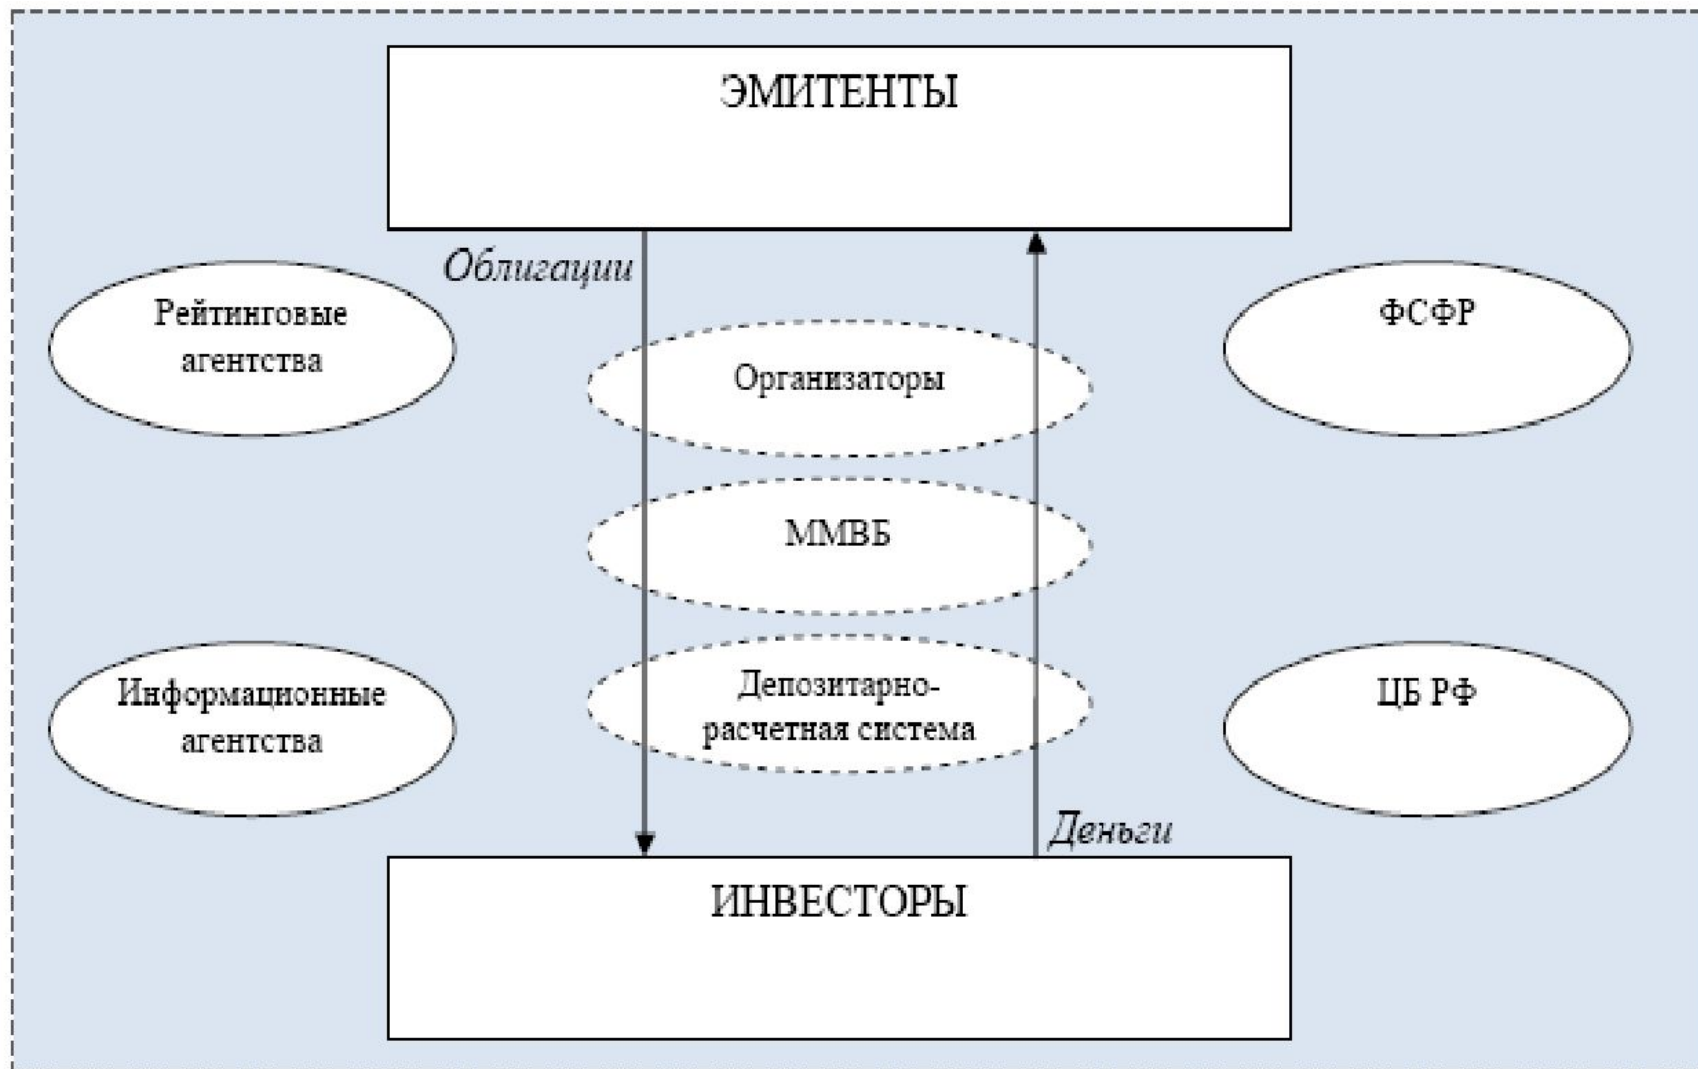 ЭМИТЕНТЫ
Облигации
Рейтинговые
агентства
ФСФР
Организаторы
ММВБ
Информационные
агентства
Депозитарно-
расчетная система
ЦБ РФ
Деньги
ИНВЕСТОРЫ